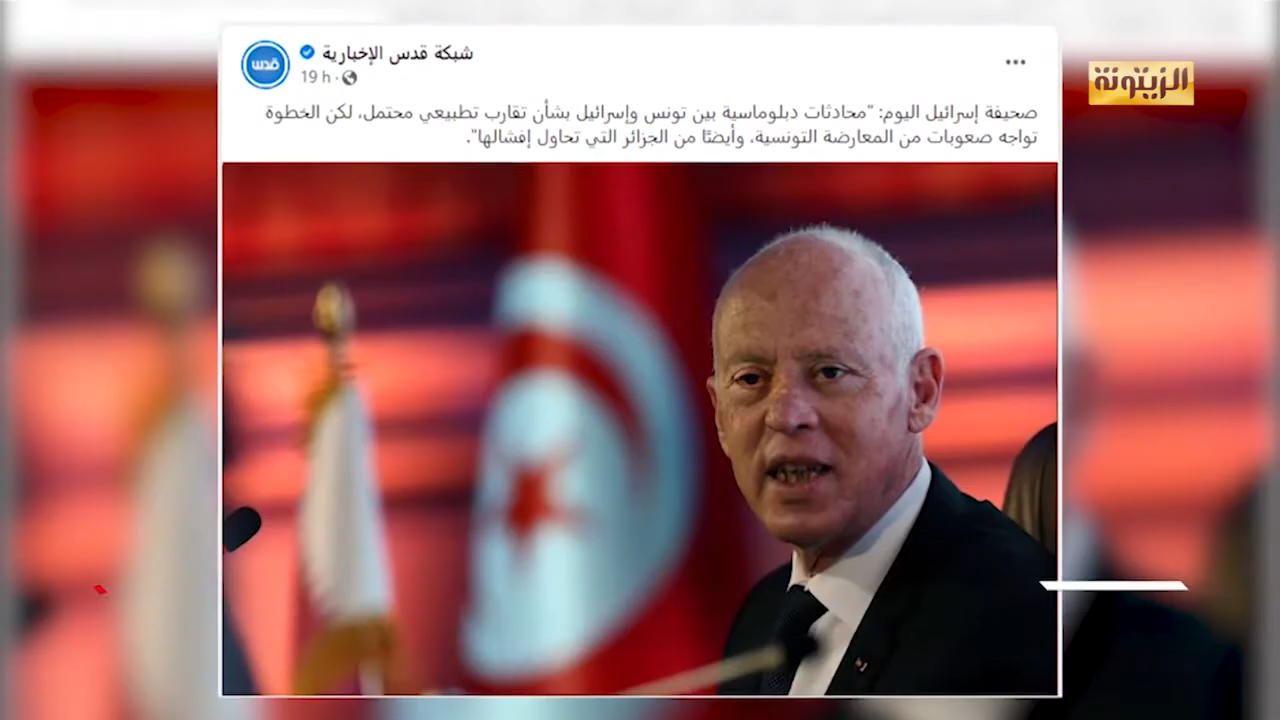 شبكة قدس الإخبارية
قدس
19 h
الزيتونة
صحيفة إسرائيل اليوم: "محادثات دبلوماسية بين تونس وإسرائيل بشأن تقارب تطبيعي محتمل، لكن الخطوة
تواجه صعوبات من المعارضة التونسية، وأيضًا من الجزائر التي تحاول إفشالها".